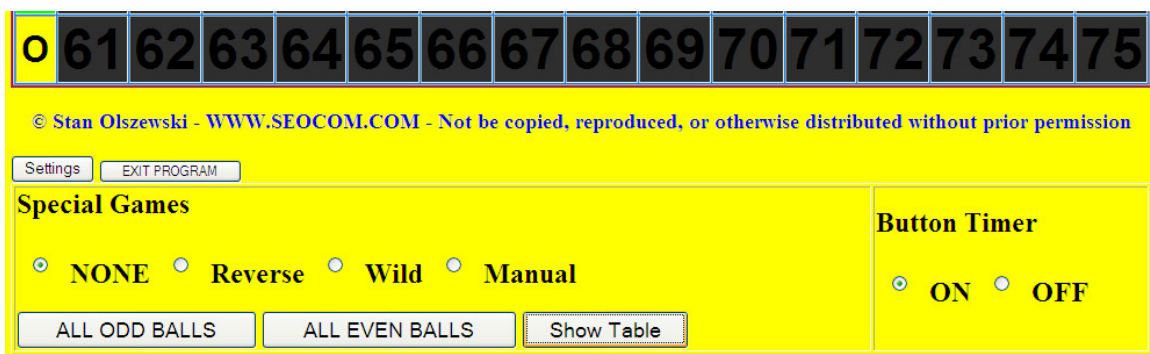 O 61 62 63 64 65 66 67 68 69 70 71 72 73 74 75
© Stan Olszewski - WWW.SEOCOM.COM - Not be copied, reproduced, or otherwise distributed without prior permission
Settings EXIT PROGRAM
Special Games
NONE Reverse Wild Manual
ALL ODD BALLS ALL EVEN BALLS Show Table
Button Timer
ON OFF